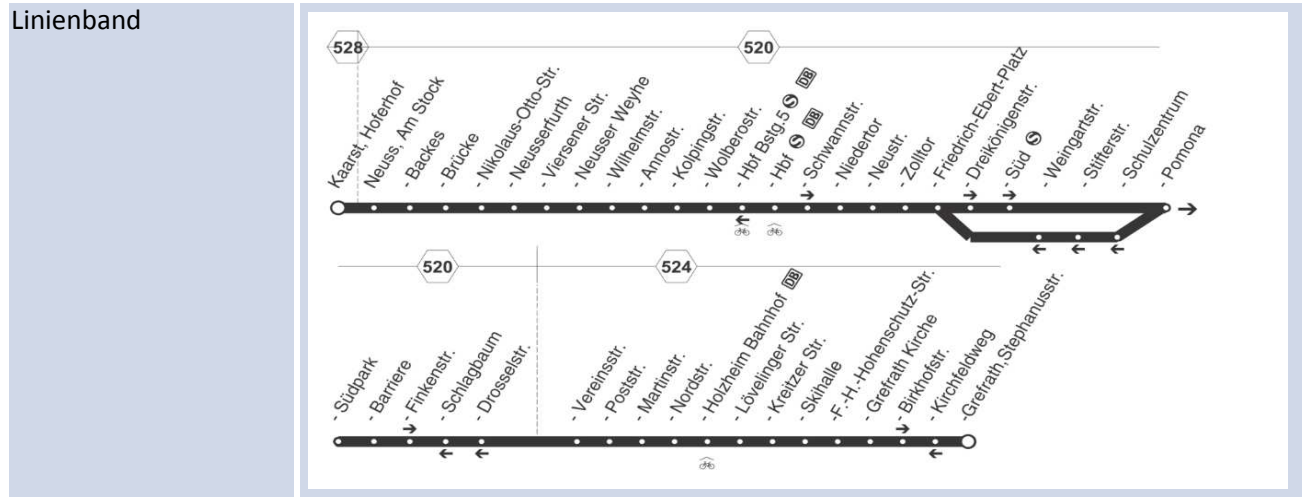 Linienband
528
520
Kaarst, Hoferhof
Neuss, Am Stock
- Backes
- Brücke
- Nikolaus-Otto-Str.
- Neusserfurth
- Viersener Str.
- Neusser Weyhe
- Wilhelmstr.
- Annostr.
- Kolpingstr.
- Wolberostr.
- Hbf Bstg.5 S DB
- Hbf S DB
- Schwannstr.
- Niedertor
- Neustr.
- Zolltor
- Friedrich-Ebert-Platz
- Dreikönigenstr.
- Süd S
- Weingartstr.
- Stifterstr.
- Schulzentrum
- Pomona
520
524
- Südpark
- Barriere
- Finkenstr.
- Schlagbaum
- Drosselstr.
- Vereinsstr.
- Poststr.
- Martinstr.
- Nordstr.
- Holzheim Bahnhof DB
- Lövelinger Str.
- Kreitzer Str.
- Skihalle
-F.-H.-Hohenschutz-Str.
- Grefrath Kirche
- Birkhofstr.
- Kirchfeldweg
-Grefrath,Stephanusstr.